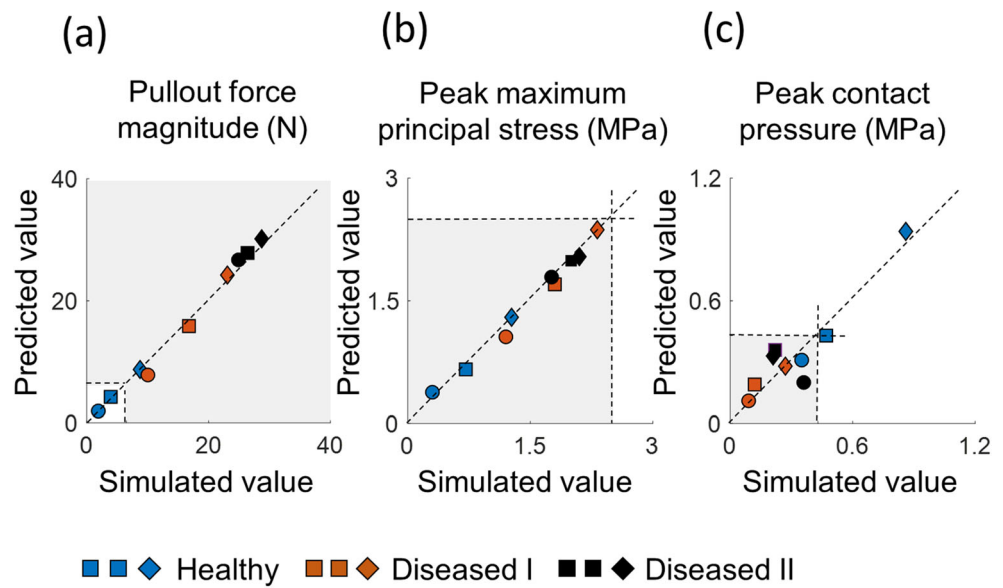 (a)
(b)
(c)
Pullout force
magnitude (N)
Peak maximum
principal stress (MPa)
Peak contact
pressure (MPa)
Predicted value
40
20
0
0
20
40
Simulated value
Predicted value
3
1.5
0
0
1.5
3
Simulated value
Predicted value
1.2
0.6
0
0
0.6
1.2
Simulated value
Healthy
Diseased I
Diseased II